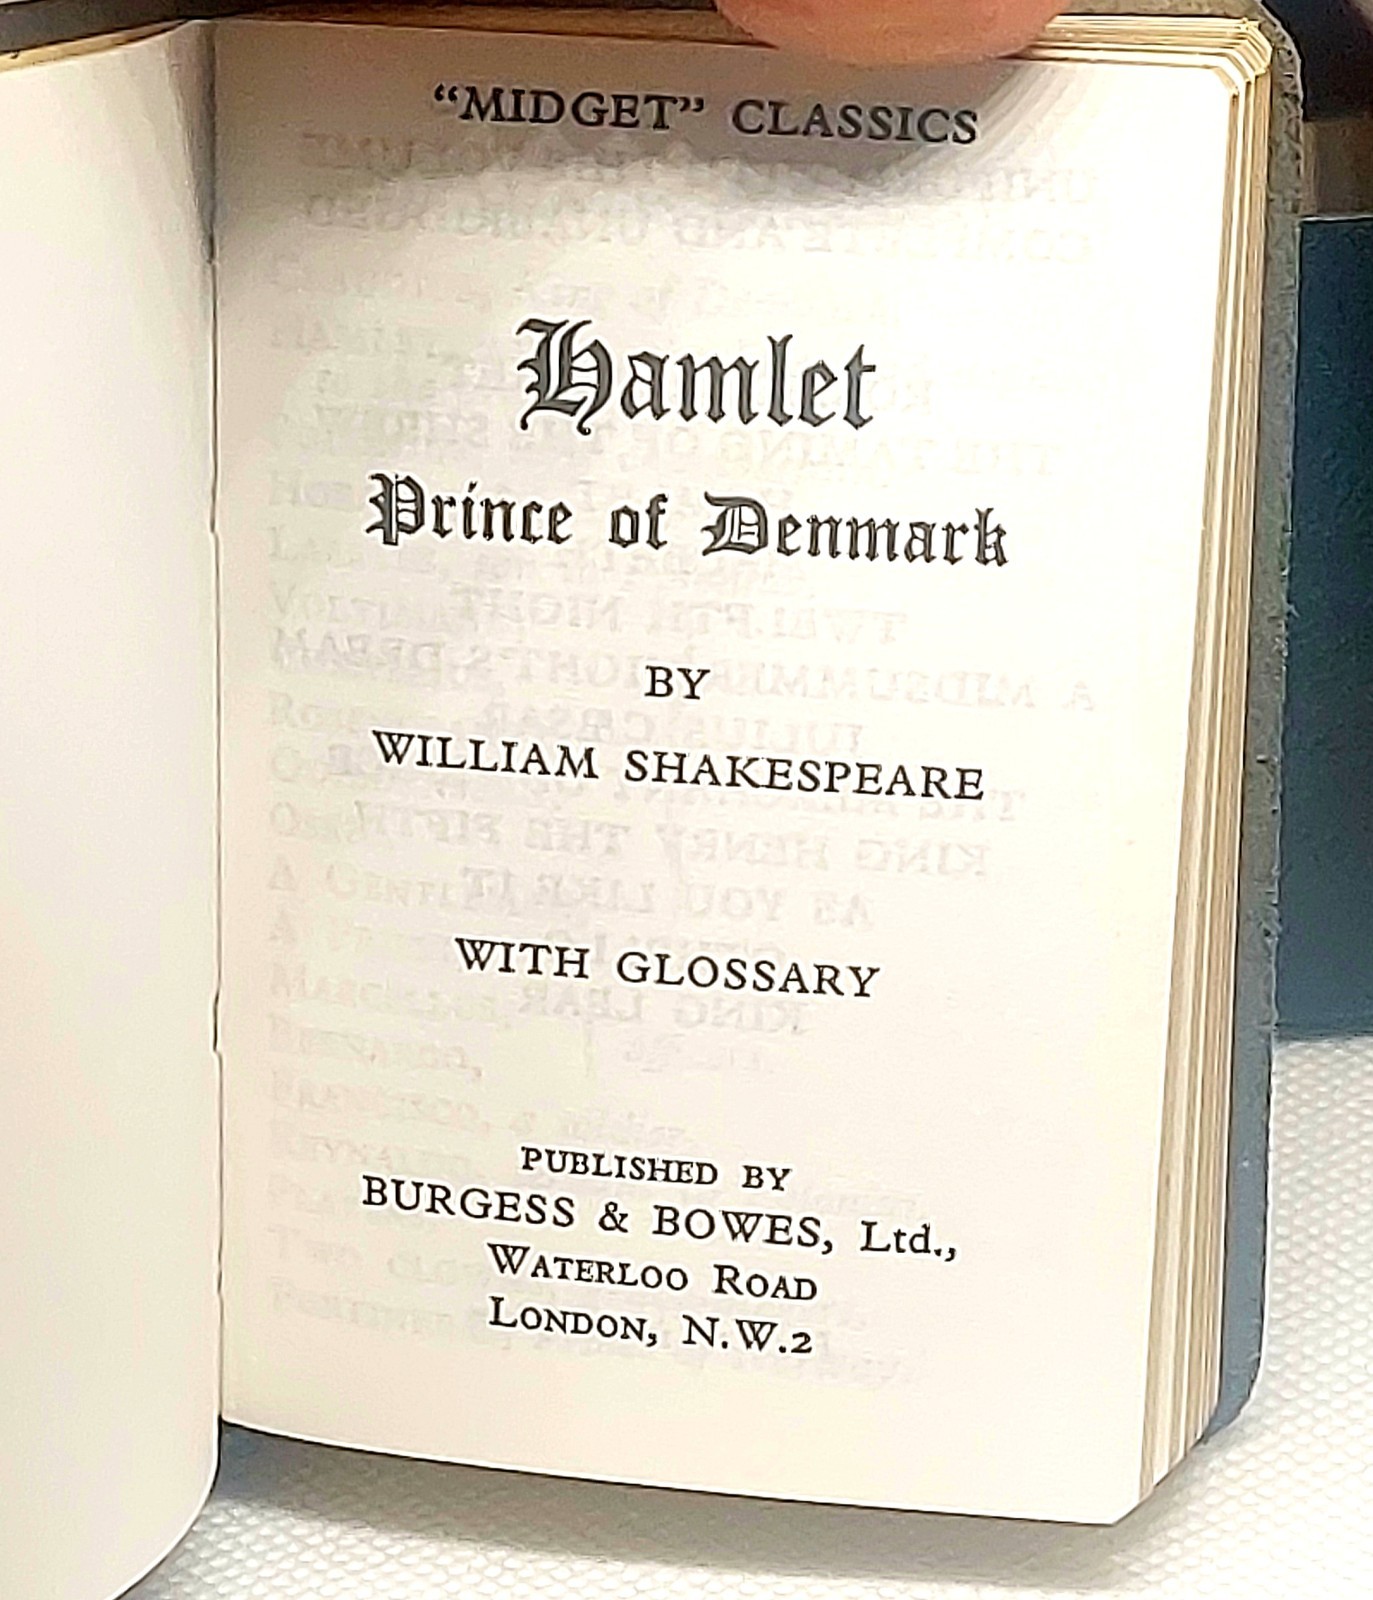 “MIDGET” CLASSICS
Hamlet
Prince of Denmark
BY
WILLIAM SHAKESPEARE
WITH GLOSSARY
PUBLISHED BY
BURGESS & BOWES, Ltd.,
WATERLOO ROAD
LONDON, N.W.2